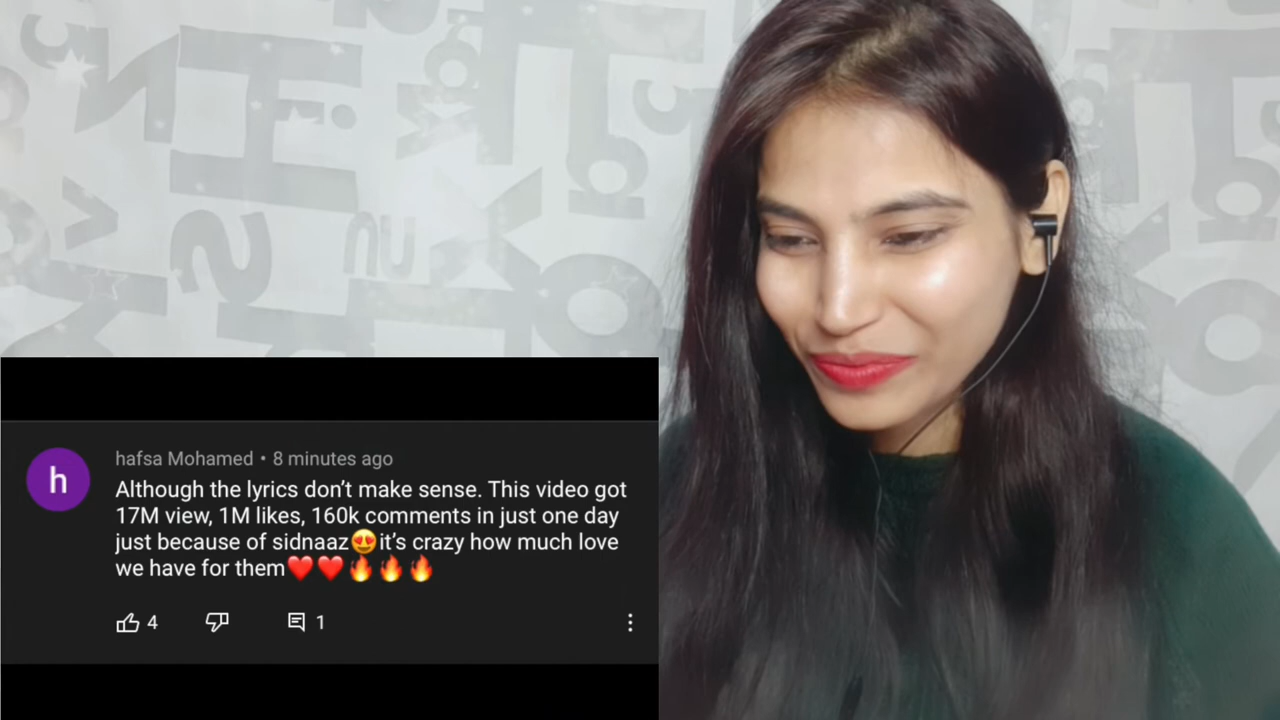 h
hafsa Mohamed • 8 minutes ago
Although the lyrics don’t make sense. This video got
17M view, 1M likes, 160k comments in just one day
just because of sidnaaz😍it’s crazy how much love
we have for them❤️❤️🔥🔥🔥
4
1